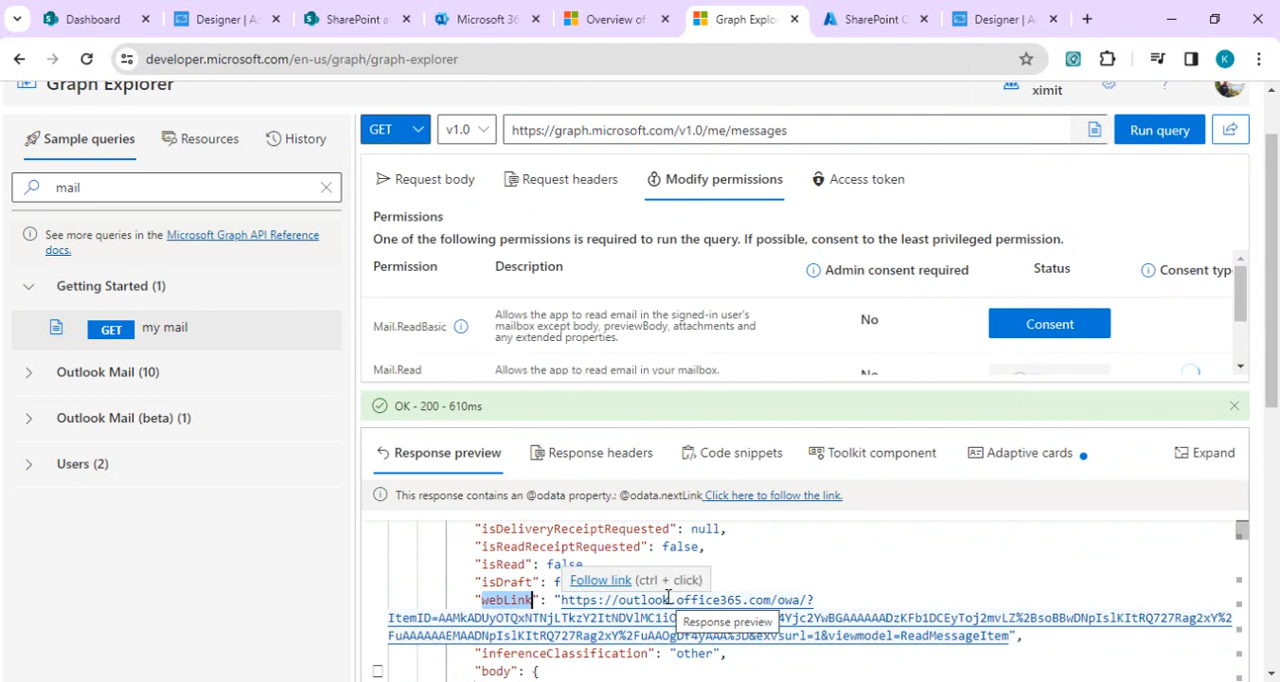 Dashboard
Designer | A
SharePoint a
Microsoft 36
Overview of
Graph Explo
SharePoint C
Designer | A
developer.microsoft.com/en-us/graph/graph-explorer
K
Graph Explorer
ximit
Sample queries
Resources
History
GET
v1.0
https://graph.microsoft.com/v1.0/me/messages
Run query
mail
Request body
Request headers
Modify permissions
Access token
See more queries in the Microsoft Graph API Reference
docs.
Permissions
One of the following permissions is required to run the query. If possible, consent to the least privileged permission.
Permission
Description
Admin consent required
Status
Consent type
Getting Started (1)
GET
my mail
Mail.ReadBasic
Allows the app to read email in the signed-in user's
mailbox except body, previewBody, attachments and
any extended properties.
No
Consent
Mail.Read
Allows the app to read email in your mailbox.
No
Outlook Mail (10)
Outlook Mail (beta) (1)
Users (2)
OK - 200 - 610ms
Response preview
Response headers
Code snippets
Toolkit component
Adaptive cards
Expand
This response contains an @odata property.: @odata.nextLink Click here to follow the link.
"isDeliveryReceiptRequested": null,
"isReadReceiptRequested": false,
"isRead": false
"isDraft": f
Follow link (ctrl + click)
"webLink": "https://outlook.office365.com/owa/?
Response preview
"inferenceClassification": "other",
"body": {